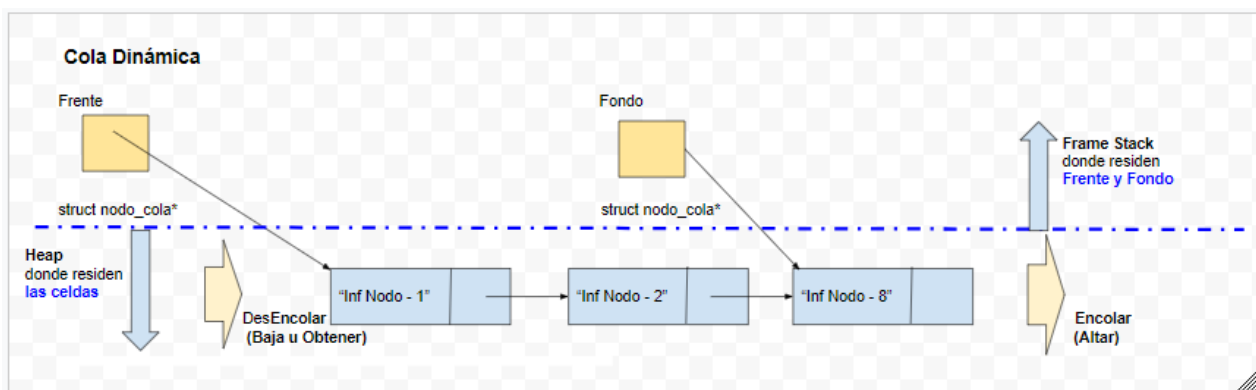 Cola Dinámica
Frente
Fondo
Frame Stack
donde residen
Frente y Fondo
struct nodo_cola*
struct nodo_cola*
Heap
donde residen
las celdas
"Inf Nodo - 1"
"Inf Nodo - 2"
"Inf Nodo - 8"
DesEncolar
(Baja u Obtener)
Encolar
(Altar)